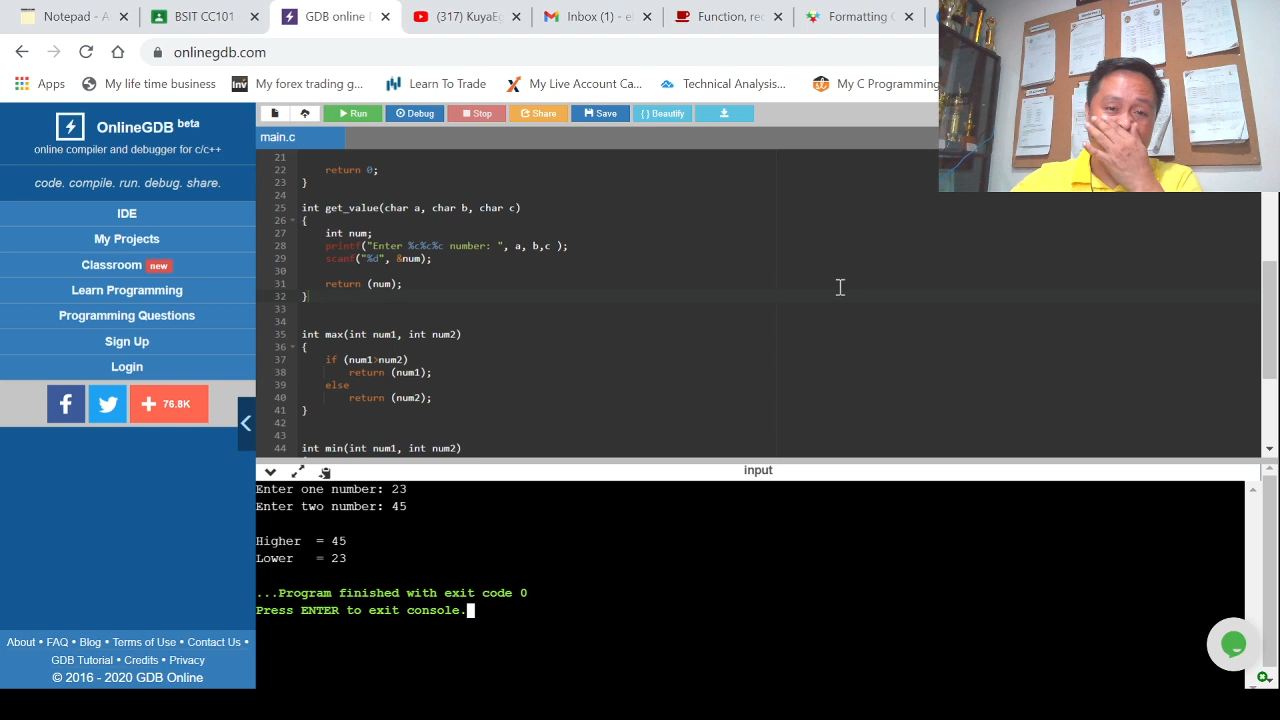 Notepad - A
BSIT CC101
GDB online D
(317) KuyaEg
Inbox (1) - el
Function, rec
Formatting C
onlinegdb.com
Apps
My life time business
inv
My forex trading g...
Learn To Trade
My Live Account Ca...
Technical Analysis...
My C Programming
OnlineGDB beta
online compiler and debugger for c/c++
code. compile. run. debug. share.
IDE
My Projects
Classroom new
Learn Programming
Programming Questions
Sign Up
Login
76.8K
About • FAQ • Blog • Terms of Use • Contact Us •
GDB Tutorial • Credits • Privacy
© 2016 - 2020 GDB Online
Run Debug Stop Share Save { } Beautify
main.c
21
22 return 0;
23 }
24
25 int get_value(char a, char b, char c)
26 {
27 int num;
28 printf("Enter %c%c%c number: ", a, b,c );
29 scanf("%d", &num);
30
31 return (num);
32 }
33
34
35 int max(int num1, int num2)
36 {
37 if (num1>num2)
38 return (num1);
39 else
40 return (num2);
41 }
42
43
44 int min(int num1, int num2)
input
Enter one number: 23
Enter two number: 45
Higher = 45
Lower = 23
...Program finished with exit code 0
Press ENTER to exit console.